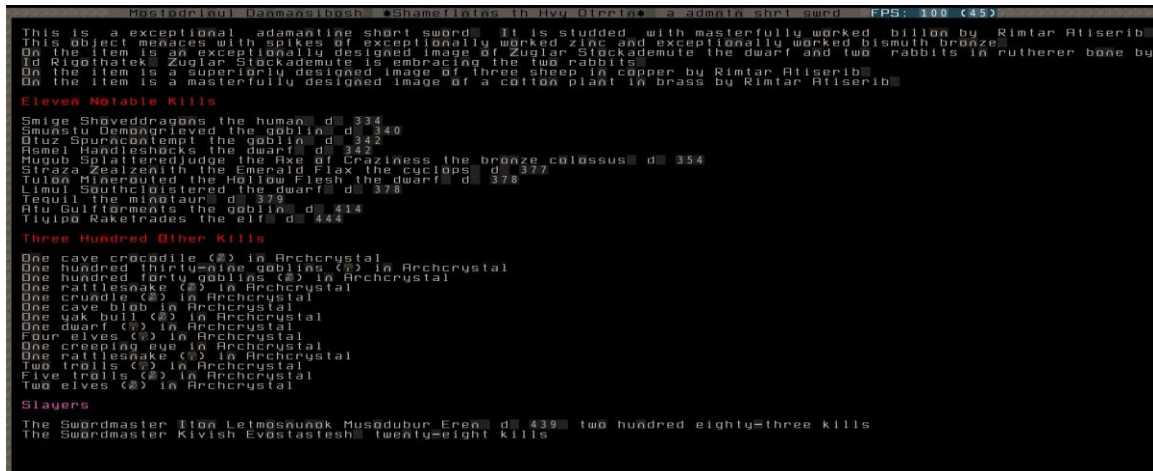 Mostodrinul Danmansibosh ●Shameflntns th Hvy Dtrrtn● a admntn shrt swrd FPS: 100 (45)
This is a exceptional adamantine short sword It is studded with masterfully worked billon by Rimtar Atiserib
This object menaces with spikes of exceptionally worked zinc and exceptionally worked bismuth bronze
On the item is an exceptionally designed image of Zuglar Stockademute the dwarf and two rabbits in rutherer bone by
Id Rigothatek Zuglar Stockademute is embracing the two rabbits
On the item is a superiorly designed image of three sheep in copper by Rimtar Atiserib
On the item is a masterfully designed image of a cotton plant in brass by Rimtar Atiserib
Eleven Notable Kills
Smige Shoveddragons the human d 334
Smunstu Demongrieved the goblin d 340
Otuz Spurncontempt the goblin d 342
Asmel Handleshocks the dwarf d 342
Mugub Splatteredjudge the Axe of Craziness the bronze colossus d 354
Straza Zealzenith the Emerald Flax the cyclops d 377
Tulon Minerouted the Hollow Flesh the dwarf d 378
Limul Southcloistered the dwarf d 378
Tequil the minotaur d 379
Atu Gulftorments the goblin d 414
Tiyipo Raketrades the elf d 444
Three Hundred Other Kills
One cave crocodile () in Archcrystal
One hundred thirty-nine goblins () in Archcrystal
One hundred forty goblins () in Archcrystal
One rattlesnake () in Archcrystal
One crundle () in Archcrystal
One cave blob in Archcrystal
One yak bull () in Archcrystal
One dwarf () in Archcrystal
Four elves () in Archcrystal
One creeping eye in Archcrystal
One rattlesnake () in Archcrystal
Two trolls () in Archcrystal
Five trolls () in Archcrystal
Two elves () in Archcrystal
Slayers
The Swordmaster Iton Letmosnunok Musodubur Eren d 439 two hundred eighty-three kills
The Swordmaster Kivish Evostastesh twenty-eight kills